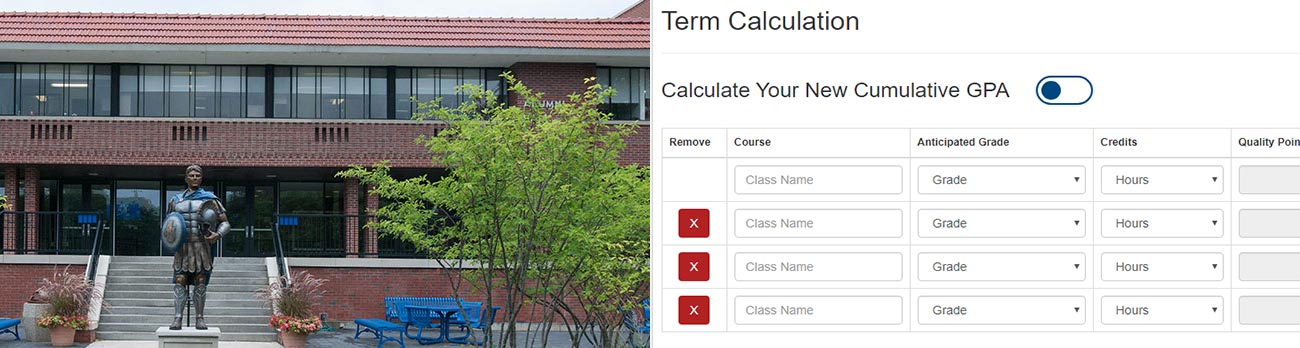 ALUMNI
Term Calculation
Calculate Your New Cumulative GPA
Remove Course Anticipated Grade Credits Quality Poin
Class Name Grade Hours
X Class Name Grade Hours
X Class Name Grade Hours
X Class Name Grade Hours